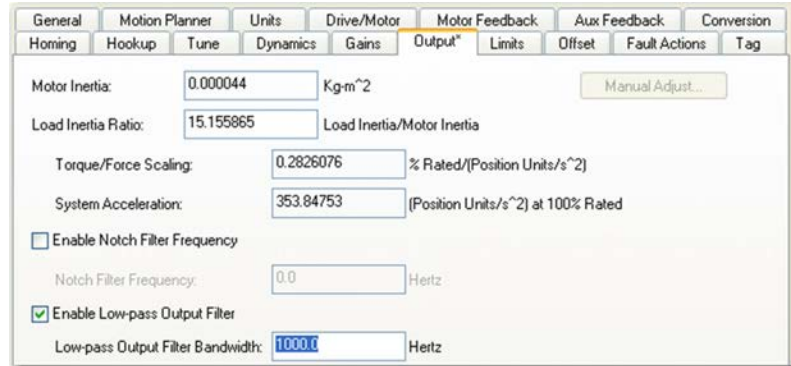 General Motion Planner Units Drive/Motor Motor Feedback Aux Feedback Conversion
Homing Hookup Tune Dynamics Gains Output* Limits Offset Fault Actions Tag
Motor Inertia: 0.000044 Kg-m^2 Manual Adjust...
Load Inertia Ratio: 15.155865 Load Inertia/Motor Inertia
Torque/Force Scaling: 0.2826076 % Rated/(Position Units/s^2)
System Acceleration: 353.84753 (Position Units/s^2) at 100% Rated
Enable Notch Filter Frequency
Notch Filter Frequency: 0.0 Hertz
Enable Low-pass Output Filter
Low-pass Output Filter Bandwidth: 1000.0 Hertz